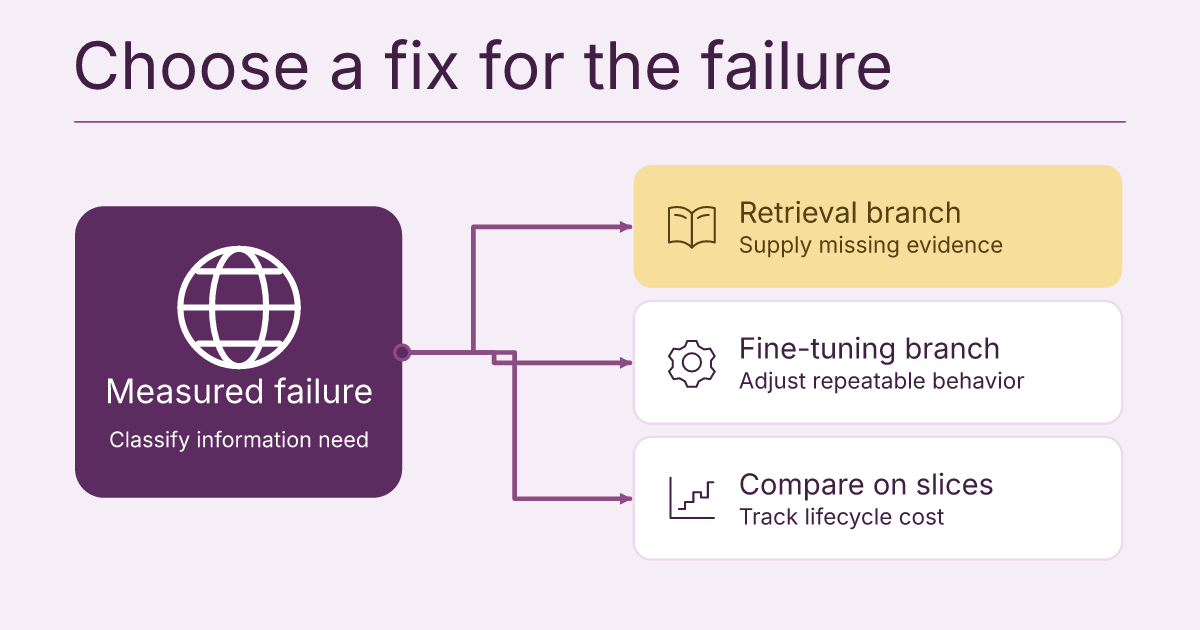 Choose a fix for the failure
Measured failure
Classify information need
Retrieval branch
Supply missing evidence
Fine-tuning branch
Adjust repeatable behavior
Compare on slices
Track lifecycle cost